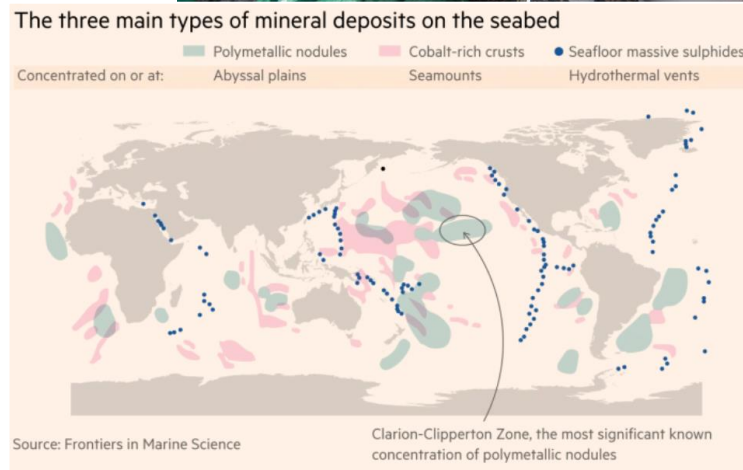 The three main types of mineral deposits on the seabed
Polymetallic nodules Cobalt-rich crusts Seafloor massive sulphides
Concentrated on or at: Abyssal plains Seamounts Hydrothermal vents
Clarion-Clipperton Zone, the most significant known
concentration of polymetallic nodules
Source: Frontiers in Marine Science